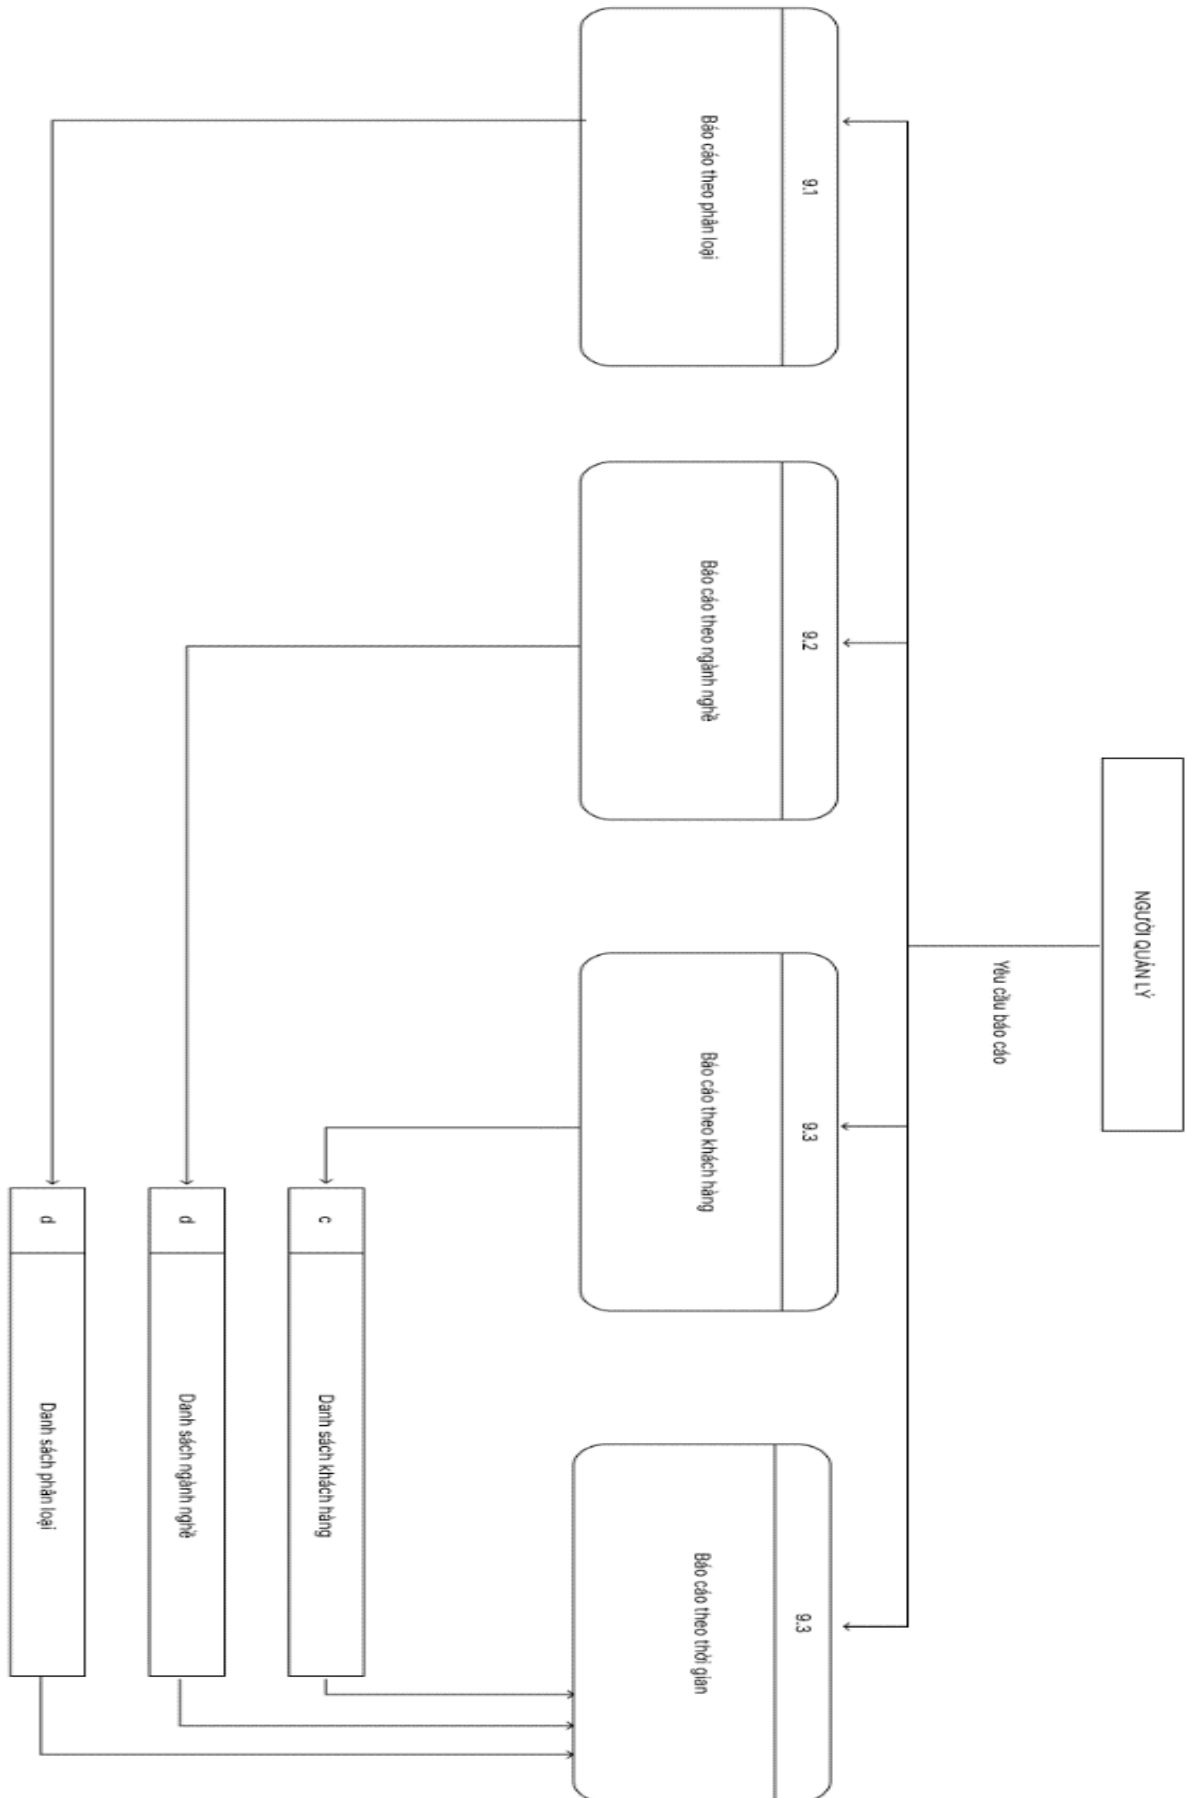 NGƯỜI QUẢN LÝ
Yêu cầu báo cáo
9.1
Báo cáo theo phân loại
9.2
Báo cáo theo ngành nghề
9.3
Báo cáo theo khách hàng
9.3
Báo cáo theo thời gian
c
Danh sách khách hàng
d
Danh sách ngành nghề
d
Danh sách phân loại